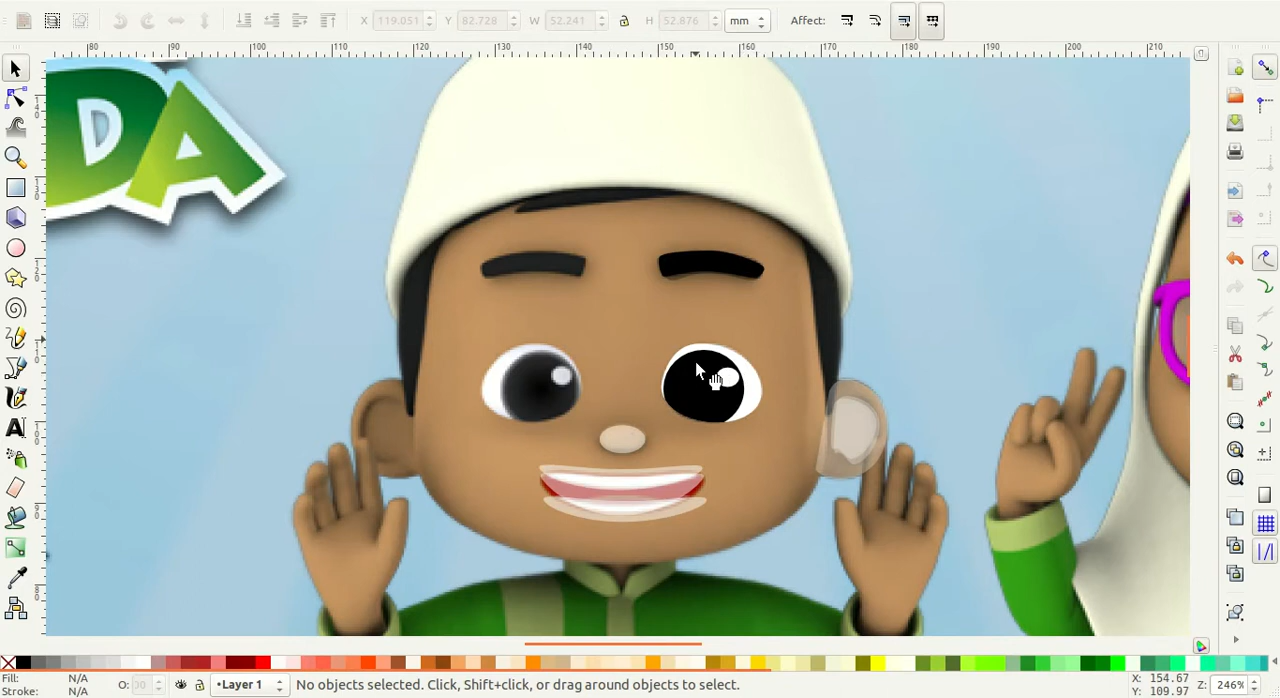 X 119.051 Y 82.728 W 52.241 H 52.876 mm Affect:
80 90 100 110 120 130 140 150 160 170 180 190 200 210
DA
Fill: N/A O: 30 Layer 1 No objects selected. Click, Shift+click, or drag around objects to select. X: 154.67 Z: 246%
Stroke: N/A Y: 109.97